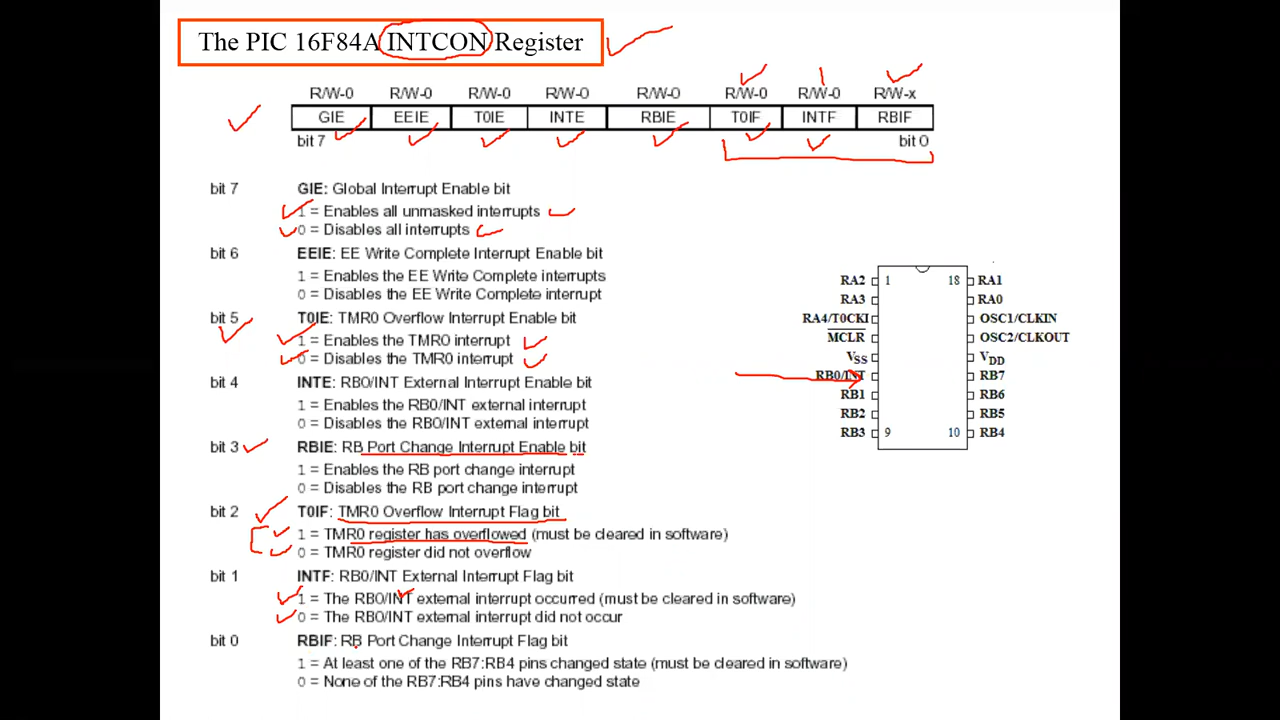 The PIC 16F84A INTCON Register
R/W-0 R/W-0 R/W-0 R/W-0 R/W-0 R/W-0 R/W-0 R/W-x
GIE EEIE T0IE INTE RBIE T0IF INTF RBIF
bit 7 bit 0
bit 7 GIE: Global Interrupt Enable bit
1 = Enables all unmasked interrupts
0 = Disables all interrupts
bit 6 EEIE: EE Write Complete Interrupt Enable bit
1 = Enables the EE Write Complete interrupts
0 = Disables the EE Write Complete interrupt
bit 5 T0IE: TMR0 Overflow Interrupt Enable bit
1 = Enables the TMR0 interrupt
0 = Disables the TMR0 interrupt
bit 4 INTE: RB0/INT External Interrupt Enable bit
1 = Enables the RB0/INT external interrupt
0 = Disables the RB0/INT external interrupt
bit 3 RBIE: RB Port Change Interrupt Enable bit
1 = Enables the RB port change interrupt
0 = Disables the RB port change interrupt
bit 2 T0IF: TMR0 Overflow Interrupt Flag bit
1 = TMR0 register has overflowed (must be cleared in software)
0 = TMR0 register did not overflow
bit 1 INTF: RB0/INT External Interrupt Flag bit
1 = The RB0/INT external interrupt occurred (must be cleared in software)
0 = The RB0/INT external interrupt did not occur
bit 0 RBIF: RB Port Change Interrupt Flag bit
1 = At least one of the RB7:RB4 pins changed state (must be cleared in software)
0 = None of the RB7:RB4 pins have changed state
RA2 1 18 RA1
RA3 RA0
RA4/T0CKI OSC1/CLKIN
MCLR OSC2/CLKOUT
VSS VDD
RB0/INT RB7
RB1 RB6
RB2 RB5
RB3 9 10 RB4